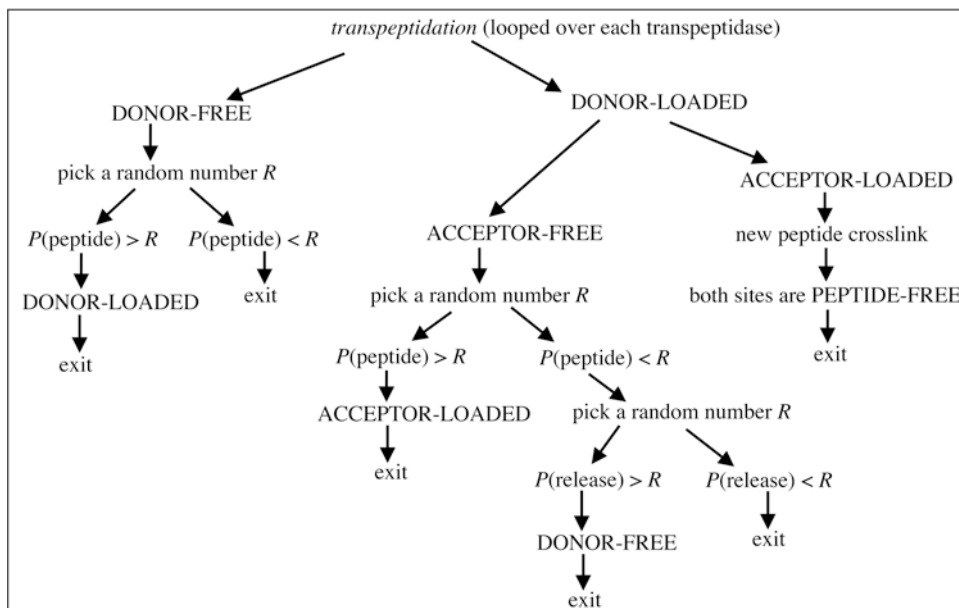 transpeptidation (looped over each transpeptidase)
DONOR-FREE
DONOR-LOADED
pick a random number R
ACCEPTOR-LOADED
P(peptide) > R
P(peptide) < R
ACCEPTOR-FREE
new peptide crosslink
DONOR-LOADED
exit
pick a random number R
both sites are PEPTIDE-FREE
exit
P(peptide) > R
P(peptide) < R
exit
ACCEPTOR-LOADED
pick a random number R
exit
P(release) > R
P(release) < R
DONOR-FREE
exit
exit